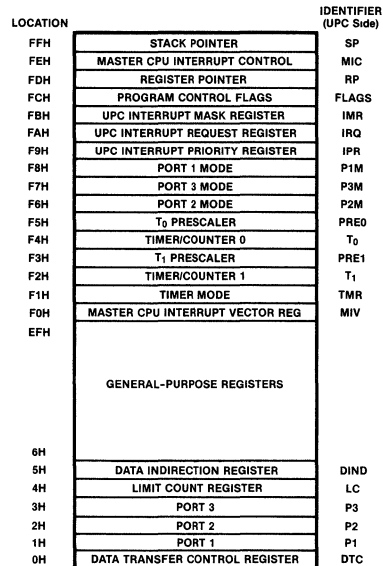 LOCATION IDENTIFIER (UPC Side)
FFH STACK POINTER SP
FEH MASTER CPU INTERRUPT CONTROL MIC
FDH REGISTER POINTER RP
FCH PROGRAM CONTROL FLAGS FLAGS
FBH UPC INTERRUPT MASK REGISTER IMR
FAH UPC INTERRUPT REQUEST REGISTER IRQ
F9H UPC INTERRUPT PRIORITY REGISTER IPR
F8H PORT 1 MODE P1M
F7H PORT 3 MODE P3M
F6H PORT 2 MODE P2M
F5H T₀ PRESCALER PRE0
F4H TIMER/COUNTER 0 T₀
F3H T₁ PRESCALER PRE1
F2H TIMER/COUNTER 1 T₁
F1H TIMER MODE TMR
F0H MASTER CPU INTERRUPT VECTOR REG MIV
EFH
GENERAL-PURPOSE REGISTERS
6H
5H DATA INDIRECTION REGISTER DIND
4H LIMIT COUNT REGISTER LC
3H PORT 3 P3
2H PORT 2 P2
1H PORT 1 P1
0H DATA TRANSFER CONTROL REGISTER DTC